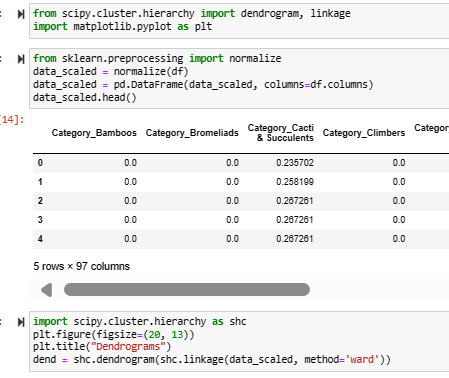 from scipy.cluster.hierarchy import dendrogram, linkage
import matplotlib.pyplot as plt
from sklearn.preprocessing import normalize
data_scaled = normalize(df)
data_scaled = pd.DataFrame(data_scaled, columns=df.columns)
data_scaled.head()
[14]:
Category_Bamboos Category_Bromeliads Category_Cacti & Succulents Category_Climbers Categor
0 0.0 0.0 0.235702 0.0
1 0.0 0.0 0.258199 0.0
2 0.0 0.0 0.267261 0.0
3 0.0 0.0 0.267261 0.0
4 0.0 0.0 0.267261 0.0
5 rows × 97 columns
import scipy.cluster.hierarchy as shc
plt.figure(figsize=(20, 13))
plt.title("Dendrograms")
dend = shc.dendrogram(shc.linkage(data_scaled, method='ward'))